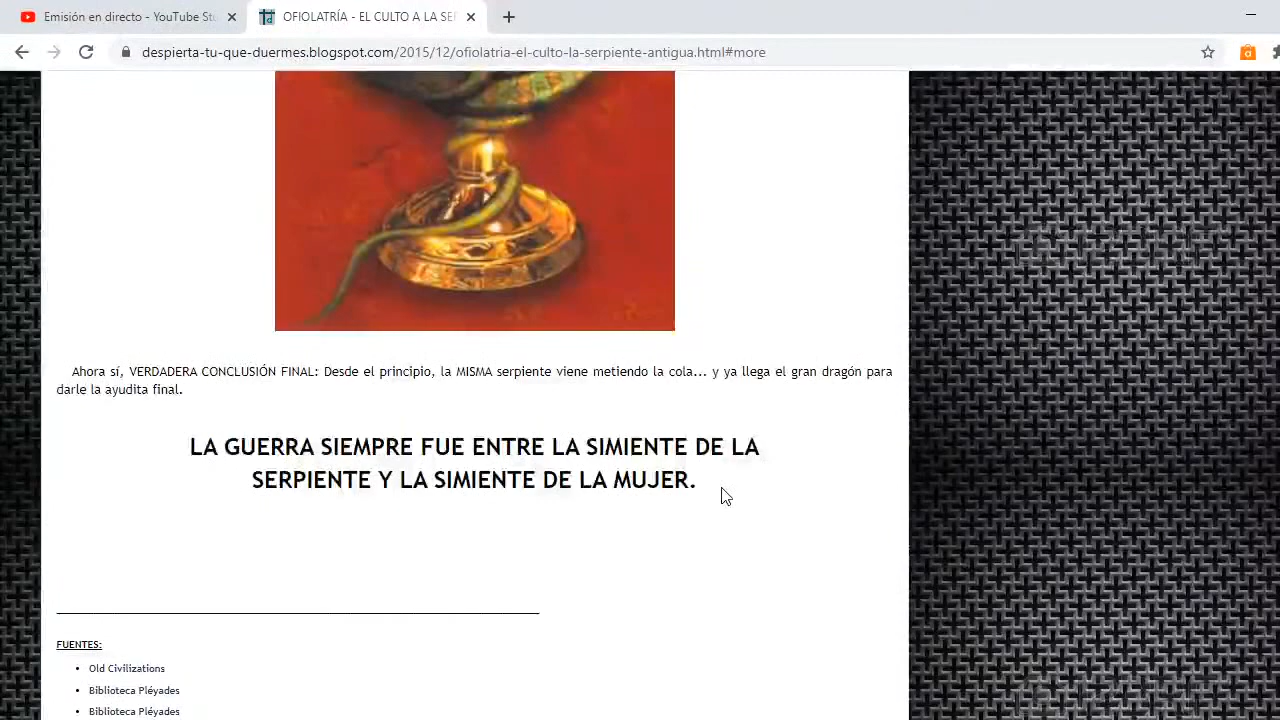 Emisión en directo - YouTube Stu
OFIOLATRÍA - EL CULTO A LA SER
despierta-tu-que-duermes.blogspot.com/2015/12/ofiolatria-el-culto-la-serpiente-antigua.html#more
Ahora sí, VERDADERA CONCLUSIÓN FINAL: Desde el principio, la MISMA serpiente viene metiendo la cola... y ya llega el gran dragón para
darle la ayudita final.
LA GUERRA SIEMPRE FUE ENTRE LA SIMIENTE DE LA
SERPIENTE Y LA SIMIENTE DE LA MUJER.
FUENTES:
Old Civilizations
Biblioteca Pléyades
Biblioteca Pléyades